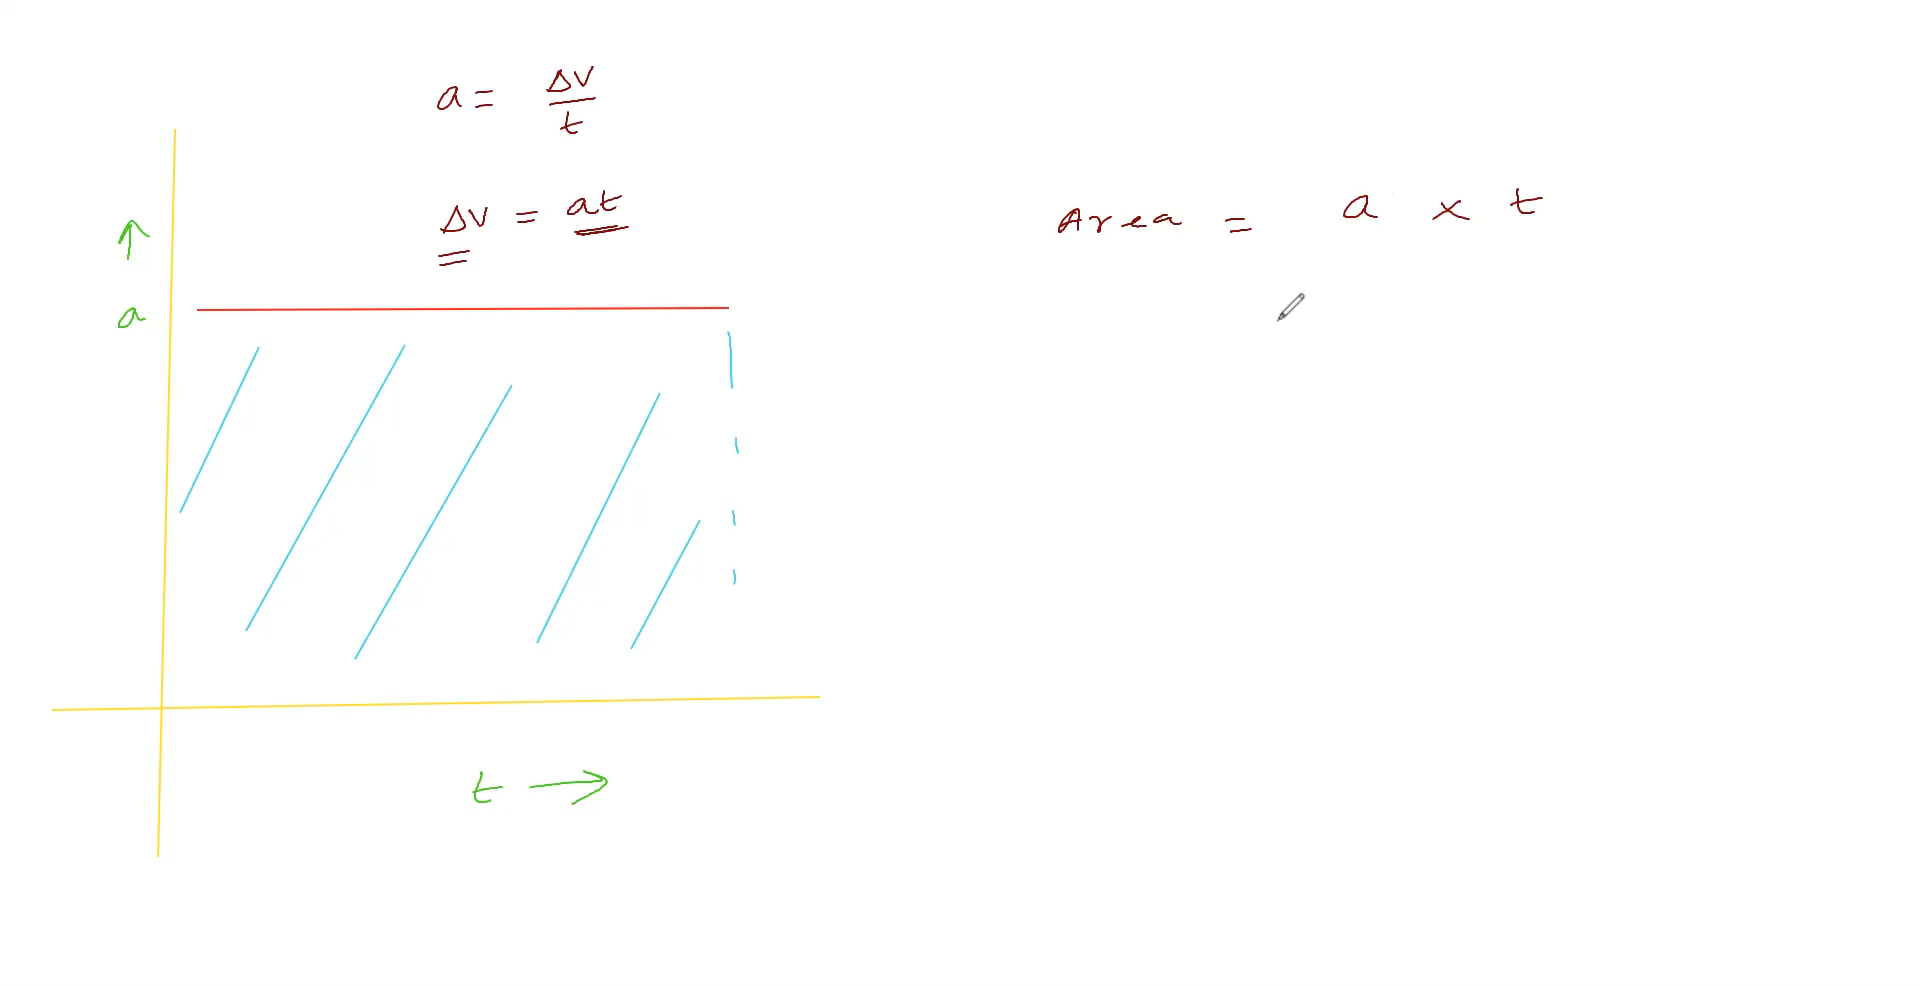 a = Δv/t
Δv = at
Area = a × t
a
t